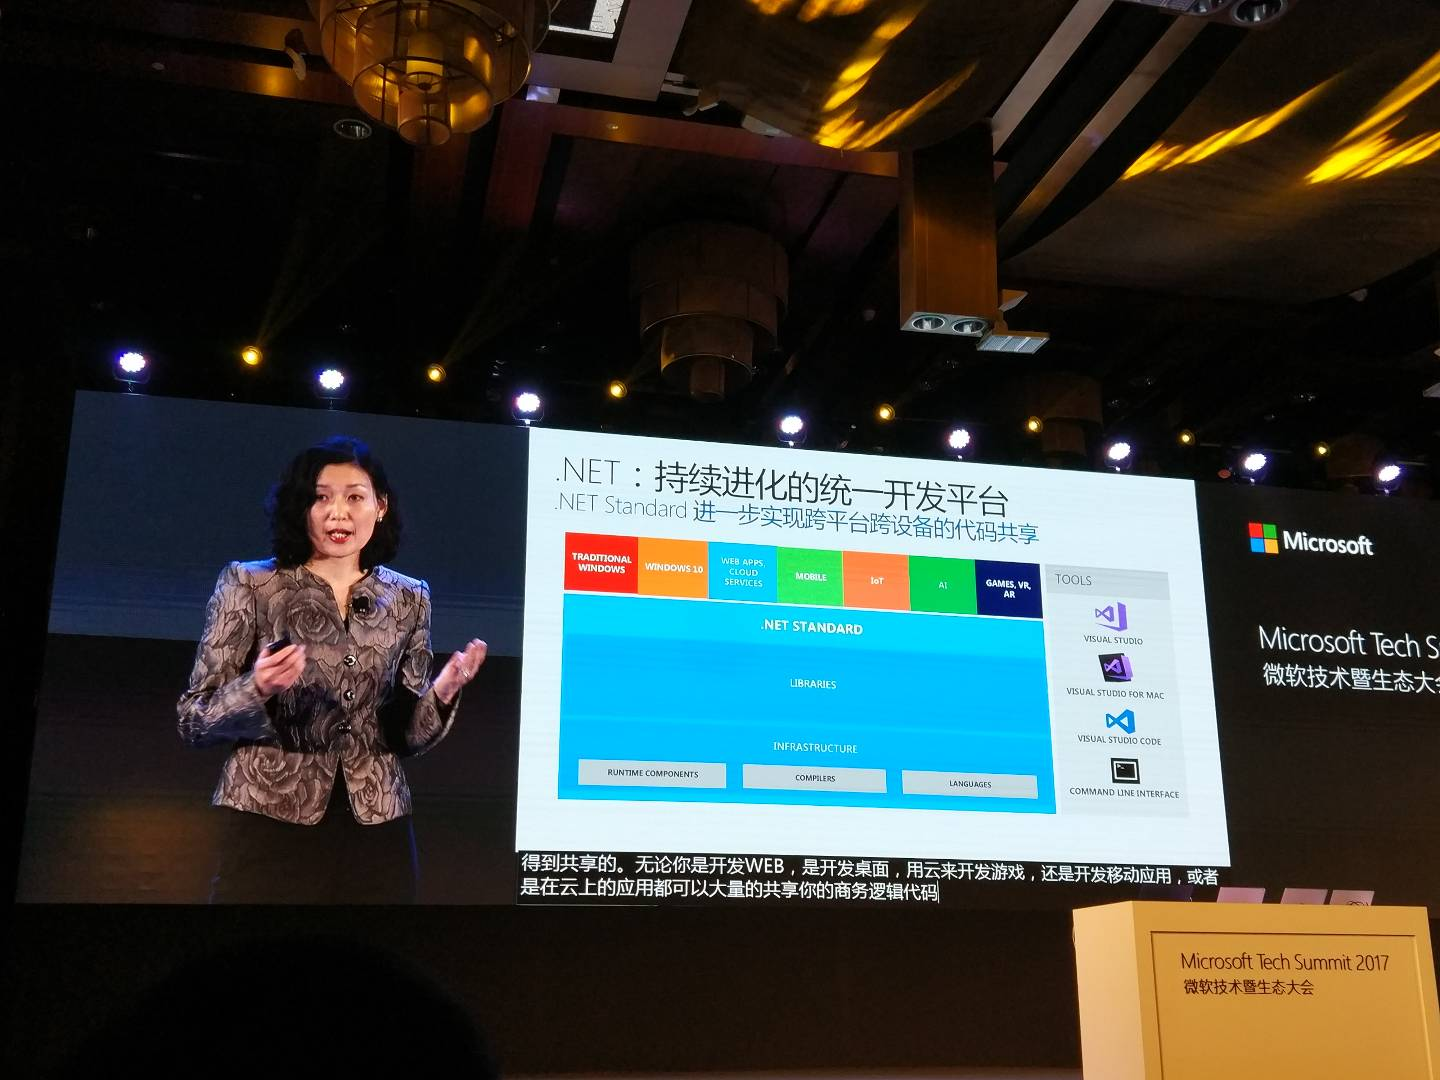 .NET：持续进化的统一开发平台
.NET Standard 进一步实现跨平台跨设备的代码共享
TRADITIONAL
WINDOWS
WINDOWS 10
WEB APPS,
CLOUD
SERVICES
MOBILE
IoT
AI
GAMES, VR,
AR
.NET STANDARD
LIBRARIES
INFRASTRUCTURE
RUNTIME COMPONENTS
COMPILERS
LANGUAGES
TOOLS
VISUAL STUDIO
VISUAL STUDIO FOR MAC
VISUAL STUDIO CODE
COMMAND LINE INTERFACE
得到共享的。无论你是开发WEB，是开发桌面，用云来开发游戏，还是开发移动应用，或者
是在云上的应用都可以大量的共享你的商务逻辑代码
Microsoft
Microsoft Tech S
微软技术暨生态大
Microsoft Tech Summit 2017
微软技术暨生态大会